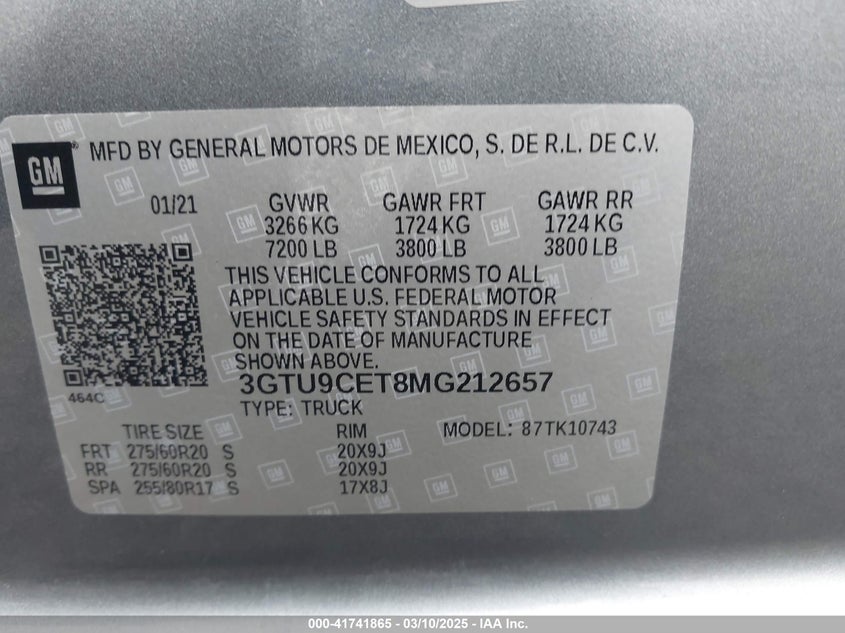 GM ® MFD BY GENERAL MOTORS DE MEXICO, S. DE R.L. DE C.V.
01/21 GVWR GAWR FRT GAWR RR
3266 KG 1724 KG 1724 KG
7200 LB 3800 LB 3800 LB
THIS VEHICLE CONFORMS TO ALL
APPLICABLE U.S. FEDERAL MOTOR
VEHICLE SAFETY STANDARDS IN EFFECT
ON THE DATE OF MANUFACTURE
SHOWN ABOVE.
3GTU9CET8MG212657
464C
TYPE: TRUCK
TIRE SIZE RIM MODEL: 87TK10743
FRT 275/60R20 S 20X9J
RR 275/60R20 S 20X9J
SPA 255/80R17 S 17X8J
000-41741865 - 03/10/2025 - IAA Inc.